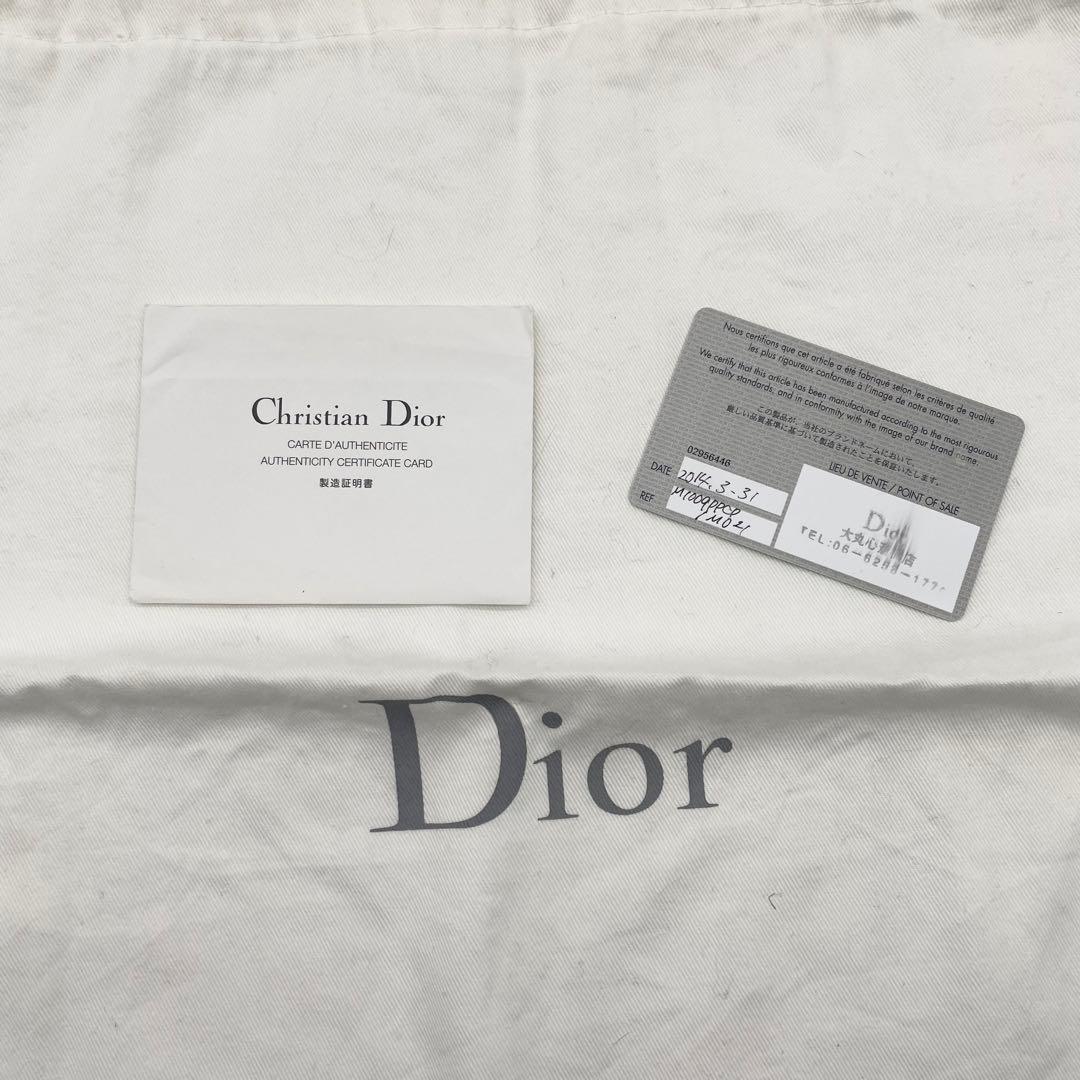 Christian Dior
CARTE D'AUTHENTICITE
AUTHENTICITY CERTIFICATE CARD
製造証明書
Nous certifions que cet article a été fabriqué selon les critères de qualité
les plus rigoureux conformes à l'image de notre marque.
We certify that this article has been manufactured according to the most rigourous
quality standards, and in conformity with the image of our brand name.
この製品が、当社のブランドネームにおいて、
厳しい品質基準に基づいて製造されたことを保証いたします。
02956446
LIEU DE VENTE / POINT OF SALE
DATE 2014.3-31
REF. M1009PPCP
/M021
Dior
大丸心斎橋店
TEL:06-6258-177
Dior